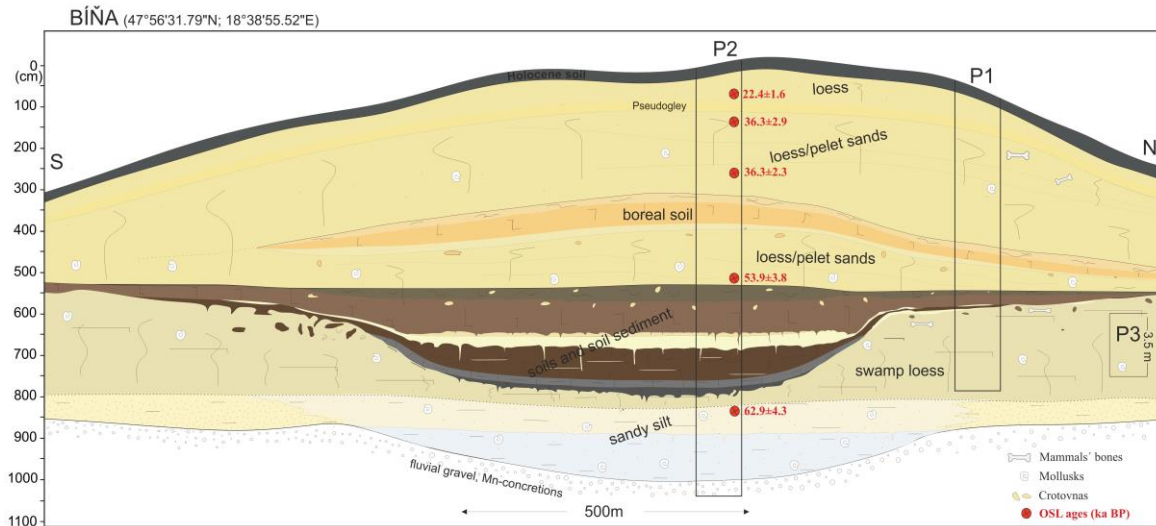 BÍŇA (47°56'31.79"N; 18°38'55.52"E)
P2
0
(cm)
Holocene soil
P1
loess
22.4±1.6
100
Pseudogley
36.3±2.9
S
200
loess/pelet sands
N
36.3±2.3
300
boreal soil
400
loess/pelet sands
500
53.9±3.8
600
soils and soil sediment
P3
3.5 m
700
swamp loess
800
62.9±4.3
sandy silt
900
fluvial gravel, Mn-concretions
1000
500m
1100
Mammals´ bones
Mollusks
Crotovnas
OSL ages (ka BP)